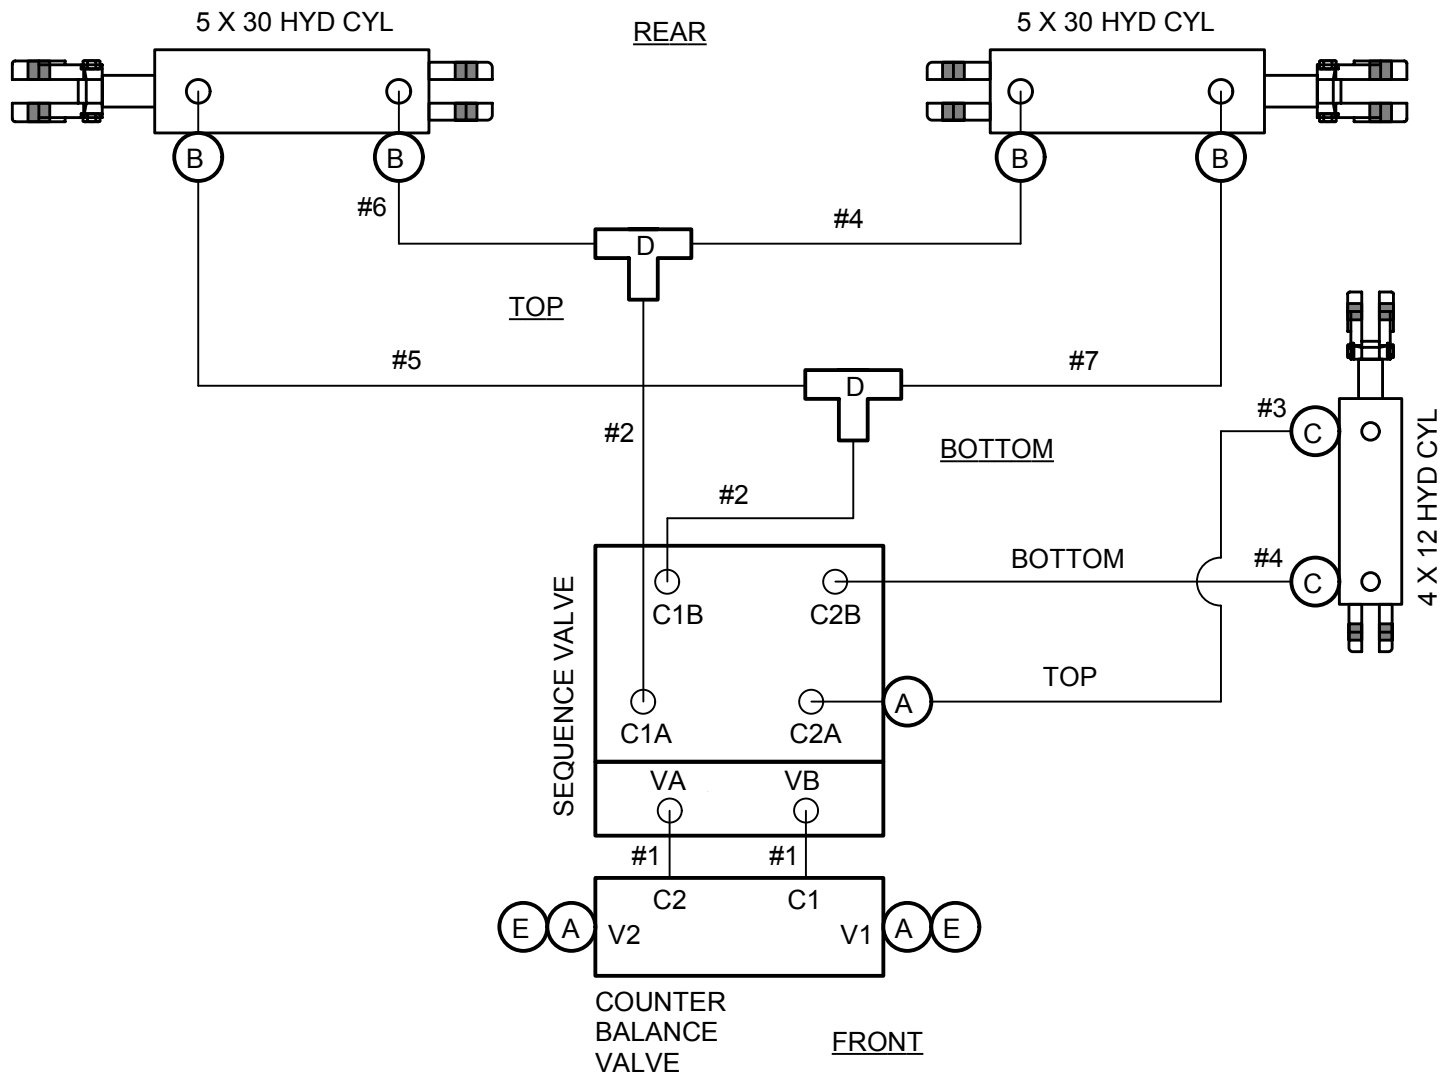 5 X 30 HYD CYL
REAR
5 X 30 HYD CYL
B
B
B
B
#6
#4
D
TOP
#5
#7
D
#2
#3
C
BOTTOM
4 X 12 HYD CYL
#2
BOTTOM
#4
C
C1B
C2B
SEQUENCE VALVE
TOP
A
C1A
C2A
VA
VB
#1
#1
C2
C1
E
A
V2
V1
A
E
COUNTER
BALANCE
VALVE
FRONT